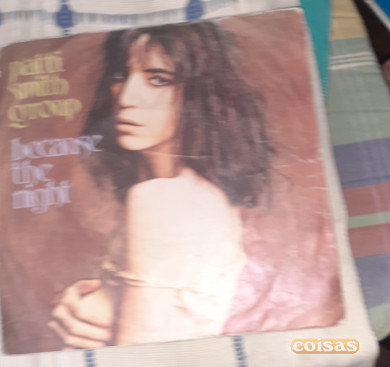 patti
smith
group
because
the
night
coisas